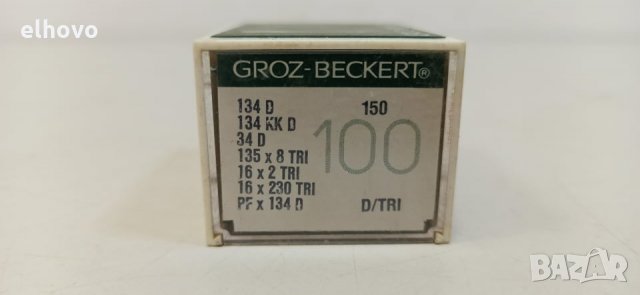 elhovo
GROZ-BECKERT®
134 D 150
134 KK D
34 D
135 x 8 TRI
16 x 2 TRI
16 x 230 TRI
PF x 134 D
100
D/TRI
BAZAR